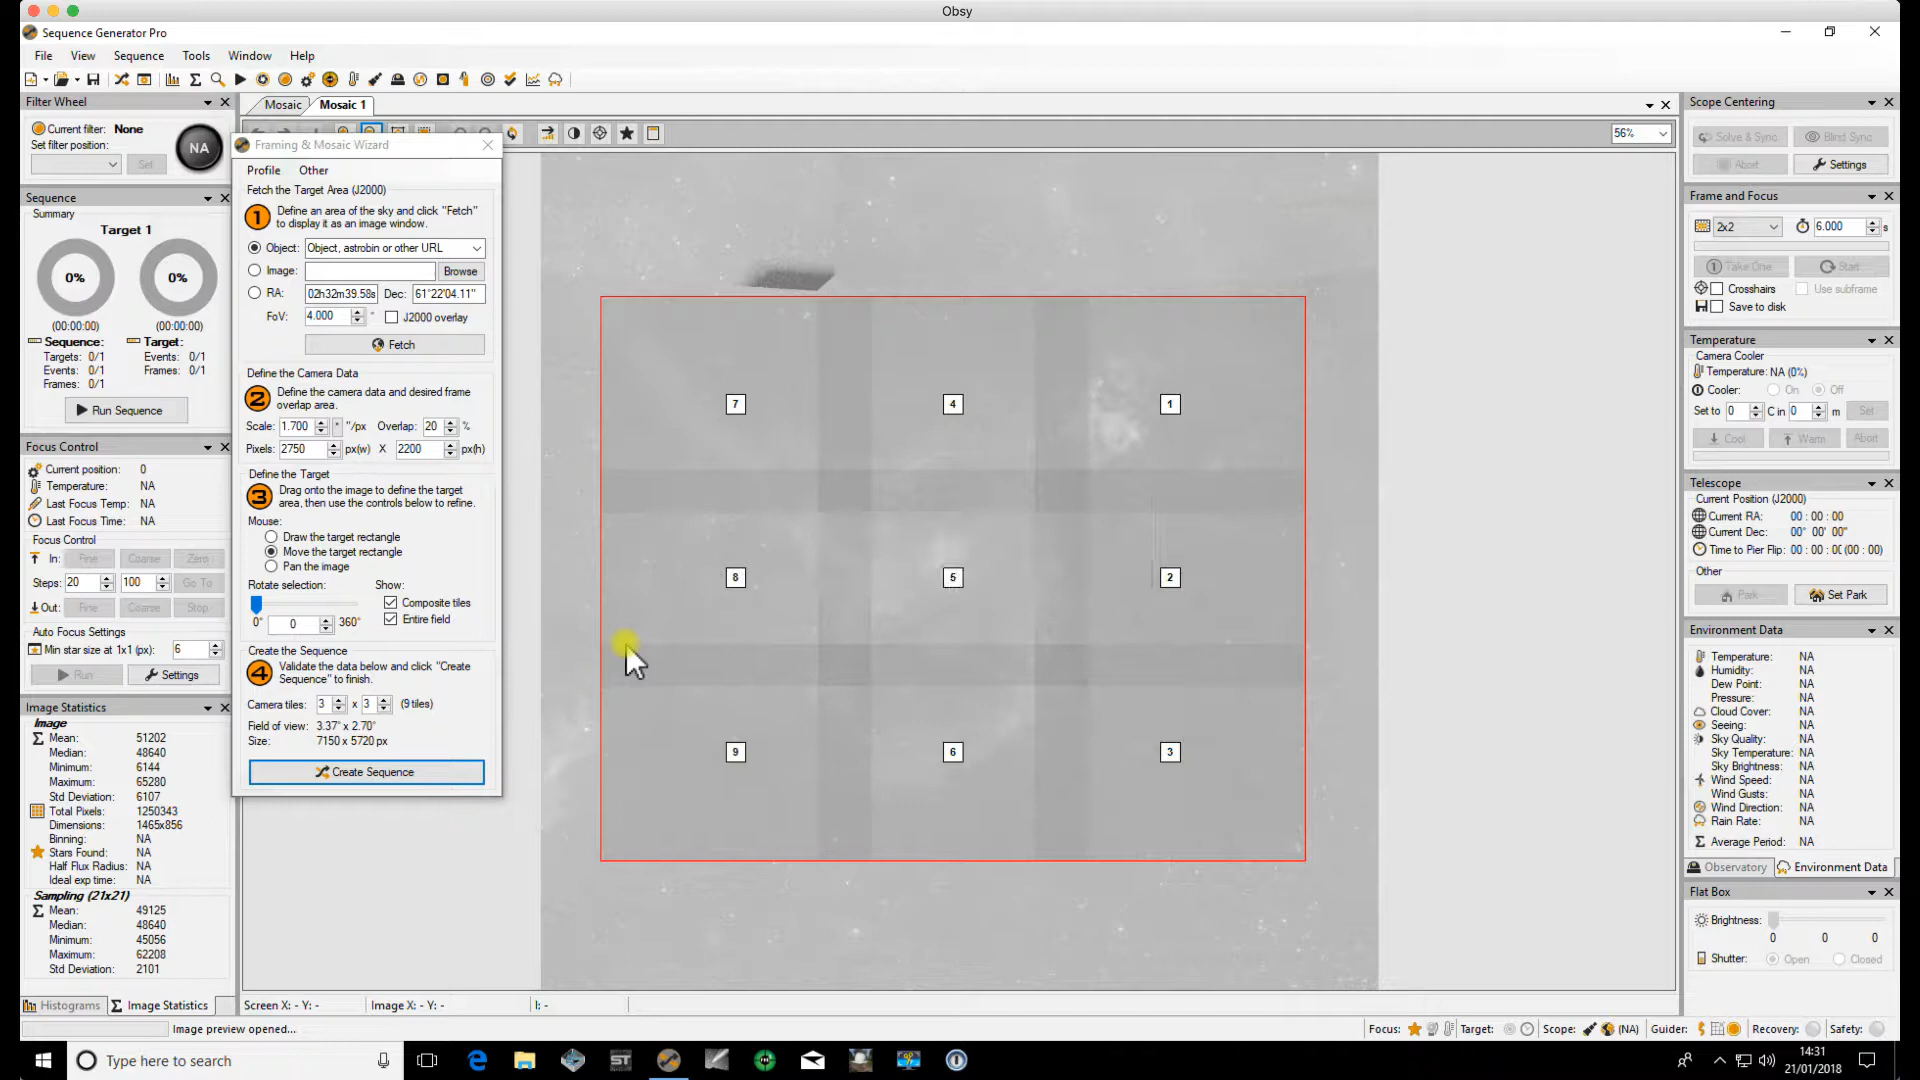 Obsy
Sequence Generator Pro
File View Sequence Tools Window Help
Filter Wheel
Current filter: None
Set filter position:
Set
NA
Sequence
Summary
Target 1
0% 0%
(00:00:00) (00:00:00)
Sequence: Target:
Targets: 0/1 Events: 0/1
Events: 0/1 Frames: 0/1
Frames: 0/1
Run Sequence
Focus Control
Current position: 0
Temperature: NA
Last Focus Temp: NA
Last Focus Time: NA
Focus Control
In: Fine Coarse Zero
Steps: 20 100 Go To
Out: Fine Coarse Stop
Auto Focus Settings
Min star size at 1x1 (px): 6
Run Settings
Image Statistics
Image
Mean: 51202
Median: 48640
Minimum: 6144
Maximum: 65280
Std Deviation: 6107
Total Pixels: 1250343
Dimensions: 1465x856
Binning: NA
Stars Found: NA
Half Flux Radius: NA
Ideal exp time: NA
Sampling (21x21)
Mean: 49125
Median: 48640
Minimum: 45056
Maximum: 62208
Std Deviation: 2101
Histograms Image Statistics
Mosaic Mosaic 1
56%
Framing & Mosaic Wizard
Profile Other
Fetch the Target Area (J2000)
1 Define an area of the sky and click "Fetch"
to display it as an image window.
Object: Object, astrobin or other URL
Image: Browse
RA: 02h32m39.58s Dec: 61°22'04.11"
FoV: 4.000 ° J2000 overlay
Fetch
Define the Camera Data
2 Define the camera data and desired frame
overlap area.
Scale: 1.700 * "/px Overlap: 20 %
Pixels: 2750 px(w) X 2200 px(h)
Define the Target
3 Drag onto the image to define the target
area, then use the controls below to refine.
Mouse:
Draw the target rectangle
Move the target rectangle
Pan the image
Rotate selection: Show:
Composite tiles
0° 0 360° Entire field
Create the Sequence
4 Validate the data below and click "Create
Sequence" to finish.
Camera tiles: 3 x 3 (9 tiles)
Field of view: 3.37° x 2.70°
Size: 7150 x 5720 px
Create Sequence
7 4 1
8 5 2
9 6 3
Screen X: - Y: - Image X: - Y: - I: -
Scope Centering
Solve & Sync Blind Sync
Abort Settings
Frame and Focus
2x2 6.000 s
Take One Start
Crosshairs Use subframe
Save to disk
Temperature
Camera Cooler
Temperature: NA (0%)
Cooler: On Off
Set to 0 C in 0 m Set
Cool Warm Abort
Telescope
Current Position (J2000)
Current RA: 00 : 00 : 00
Current Dec: 00° 00' 00"
Time to Pier Flip: 00 : 00 : 0( (00 : 00)
Other
Park Set Park
Environment Data
Temperature: NA
Humidity: NA
Dew Point: NA
Pressure: NA
Cloud Cover: NA
Seeing: NA
Sky Quality: NA
Sky Temperature: NA
Sky Brightness: NA
Wind Speed: NA
Wind Gusts: NA
Wind Direction: NA
Rain Rate: NA
Average Period: NA
Observatory Environment Data
Flat Box
Brightness:
0 0 0
Shutter: Open Closed
Image preview opened...
Focus: Target: Scope: (NA) Guider: Recovery: Safety:
Type here to search
ST
14:31
21/01/2018